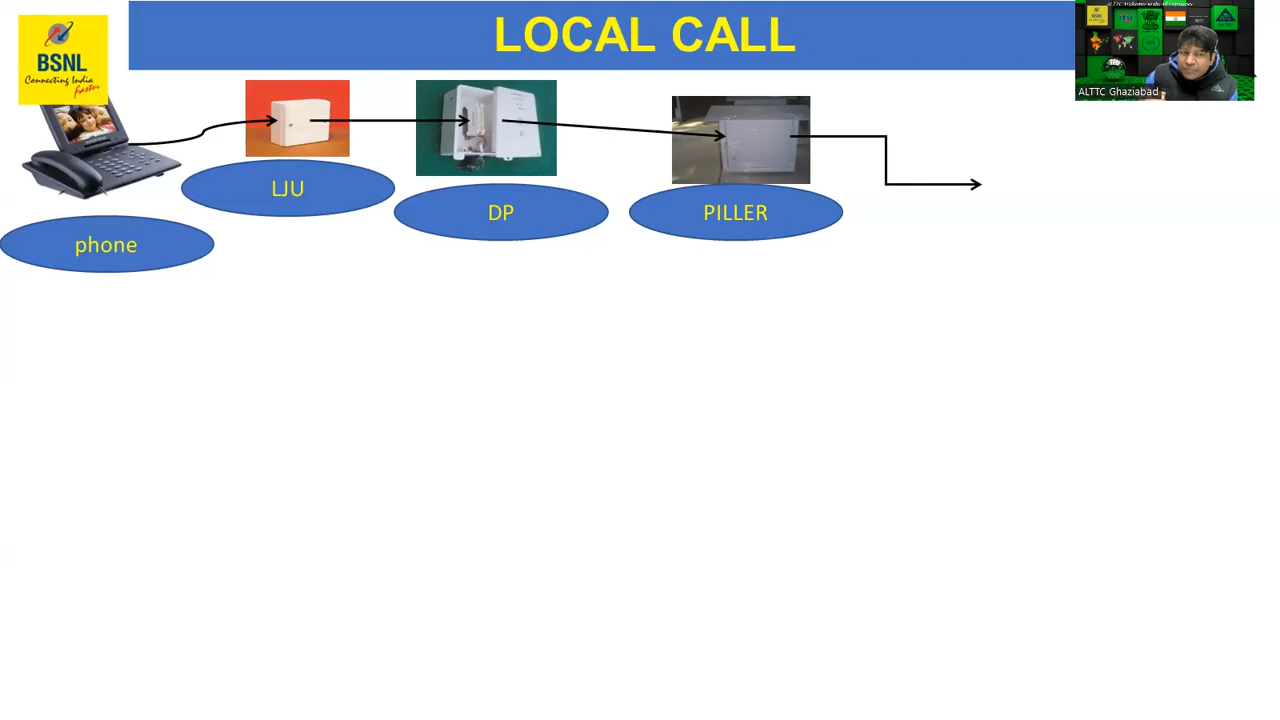 LOCAL CALL
BSNL
Connecting India
Faster
ALTTC Ghaziabad
LJU
DP
PILLER
phone